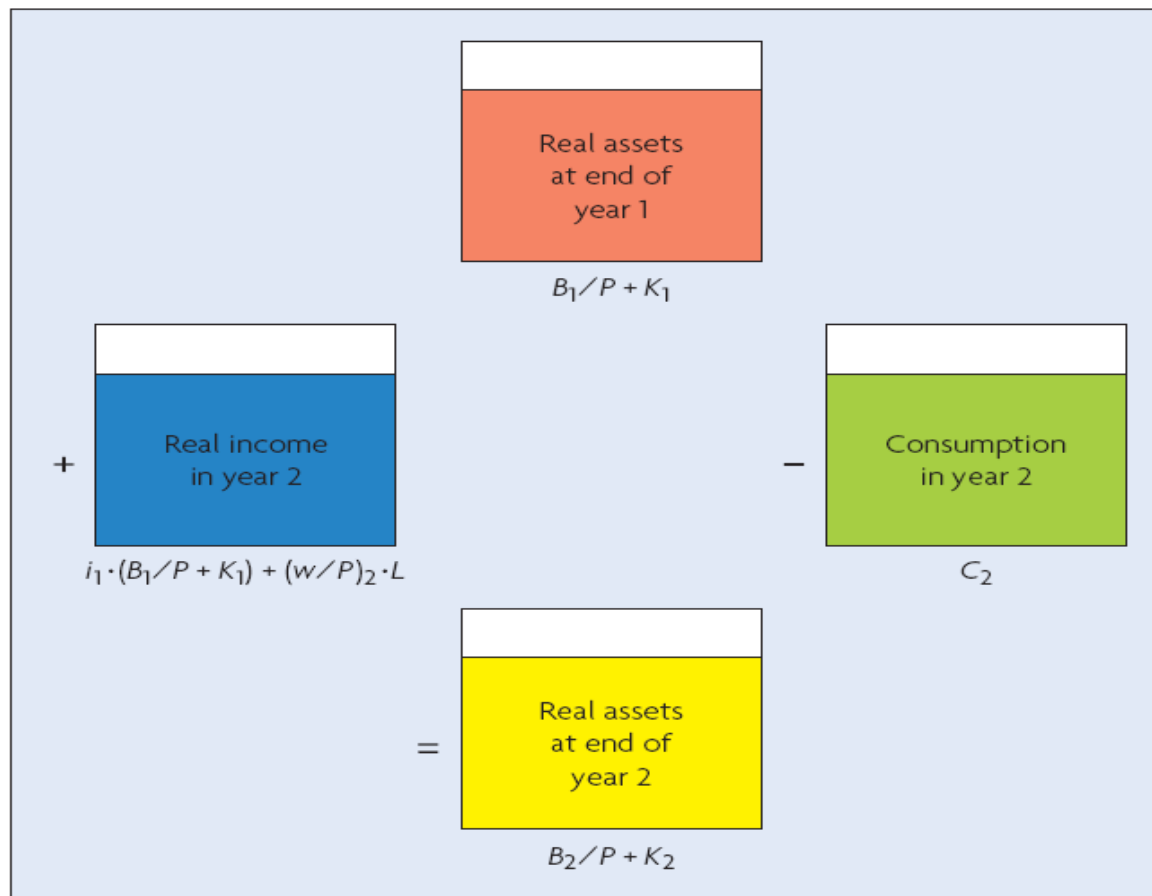 Real assets
at end of
year 1
B₁/P + K₁
+
Real income
in year 2
i₁·(B₁/P + K₁) + (w/P)₂·L
−
Consumption
in year 2
C₂
=
Real assets
at end of
year 2
B₂/P + K₂